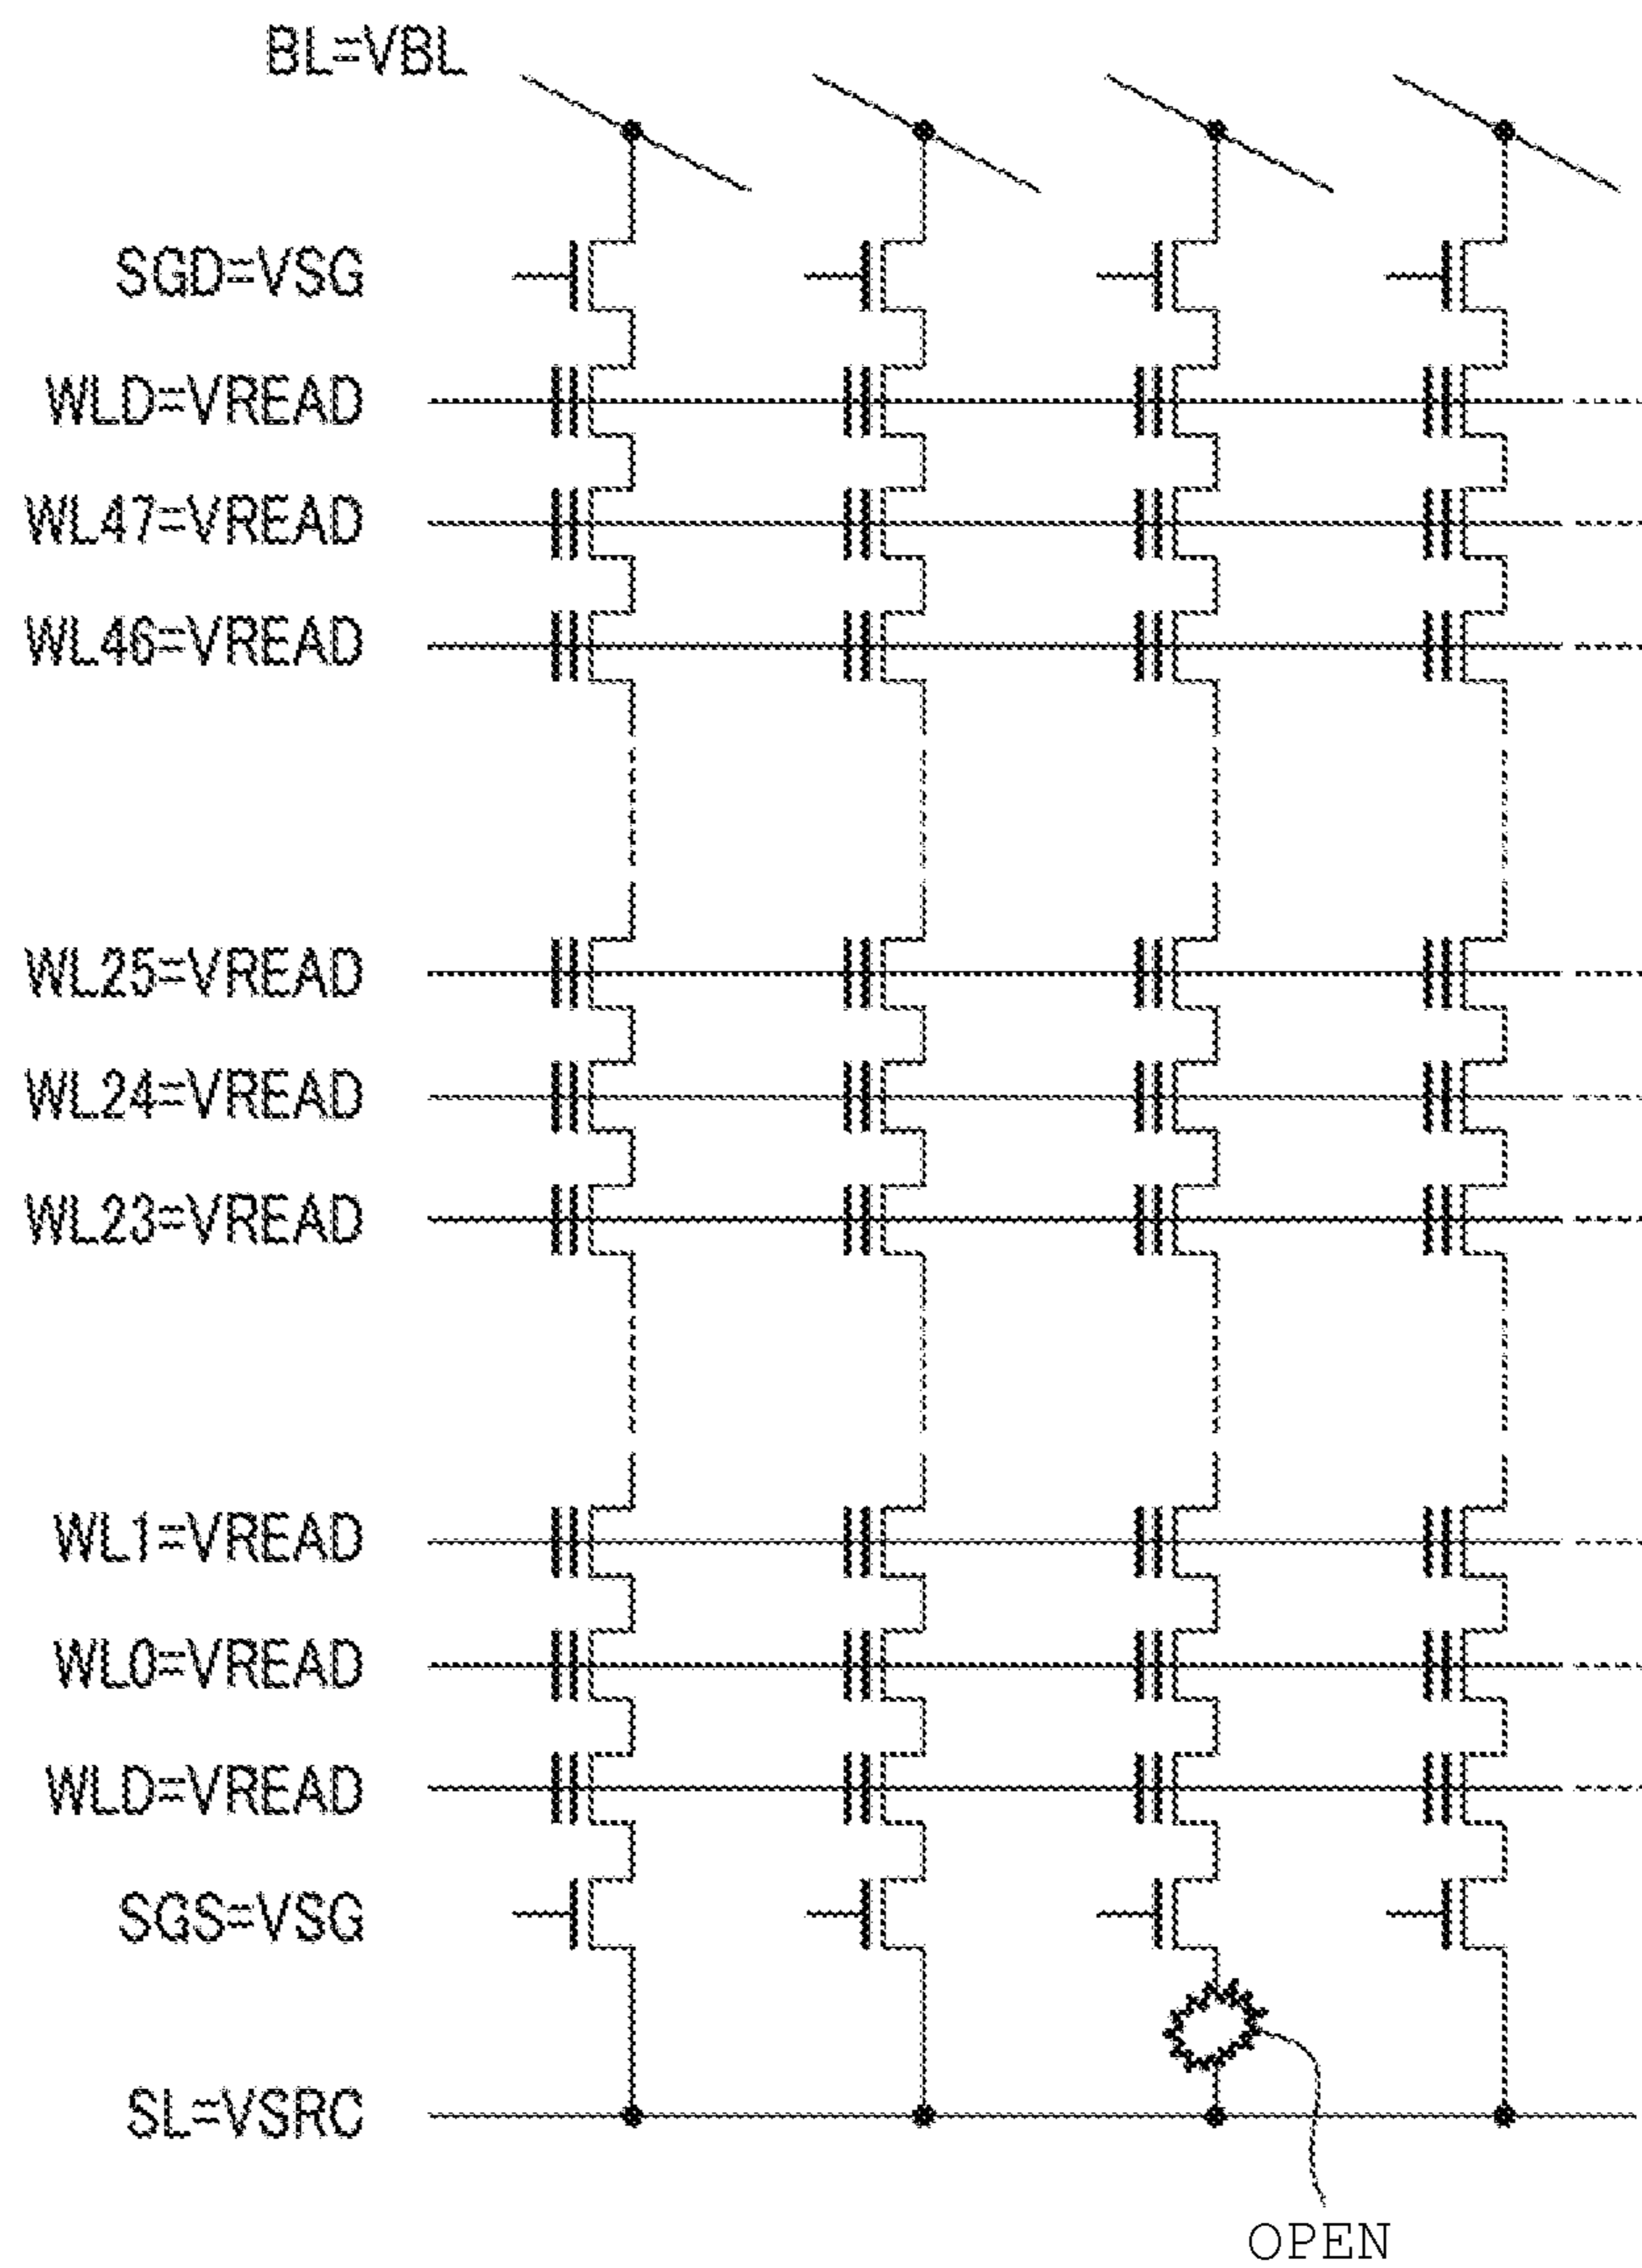 BL=VBL
SGD=VSG
WLD=VREAD
WL47=VREAD
WL46=VREAD
WL25=VREAD
WL24=VREAD
WL23=VREAD
WL1=VREAD
WL0=VREAD
WLD=VREAD
SGS=VSG
SL=VSRC
OPEN